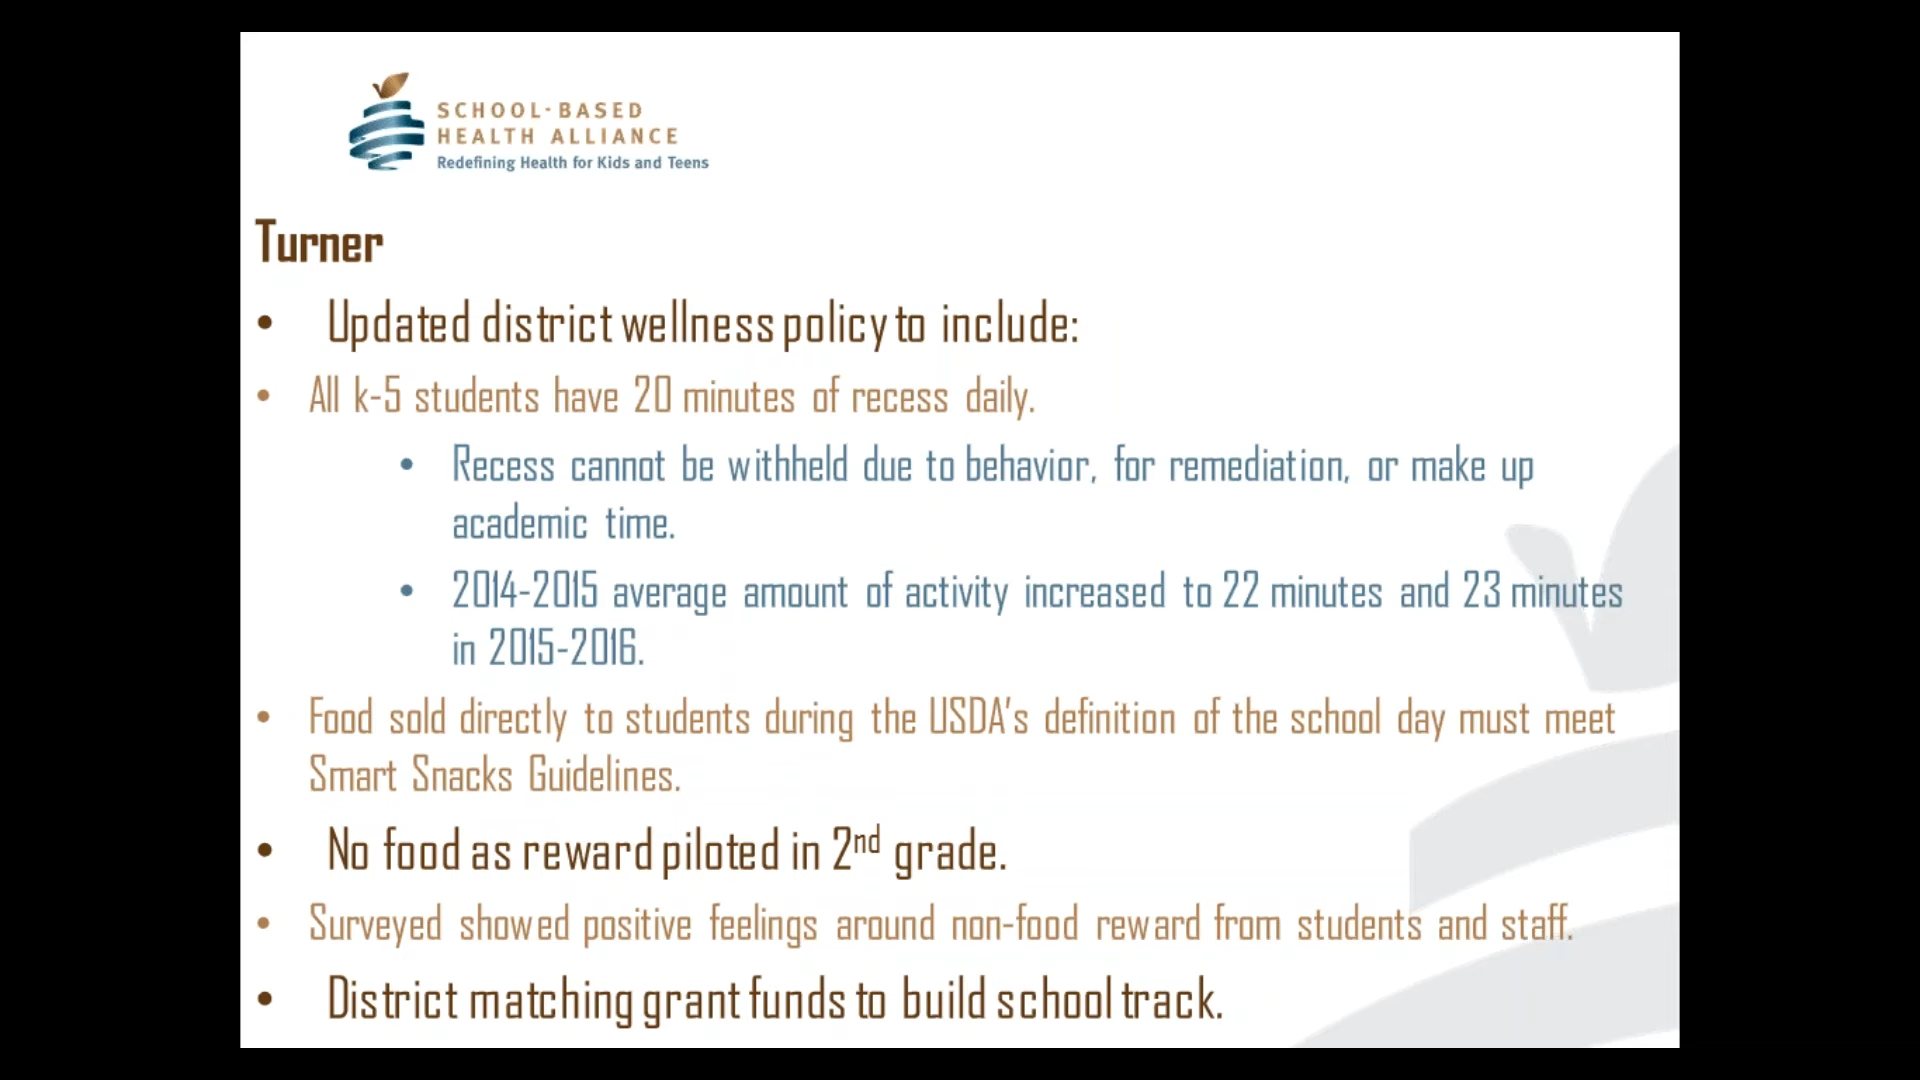 SCHOOL-BASED
HEALTH ALLIANCE
Redefining Health for Kids and Teens
Turner
• Updated district wellness policy to include:
• All k-5 students have 20 minutes of recess daily.
• Recess cannot be withheld due to behavior, for remediation, or make up
academic time.
• 2014-2015 average amount of activity increased to 22 minutes and 23 minutes
in 2015-2016.
• Food sold directly to students during the USDA's definition of the school day must meet
Smart Snacks Guidelines.
• No food as reward piloted in 2nd grade.
• Surveyed showed positive feelings around non-food reward from students and staff.
• District matching grant funds to build school track.